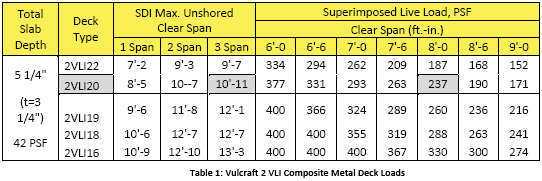 Total Slab Depth | Deck Type | SDI Max. Unshored Clear Span | Superimposed Live Load, PSF
Clear Span (ft.-in.)
1 Span | 2 Span | 3 Span | 6'-0 | 6'-6 | 7'-0 | 7'-6 | 8'-0 | 8'-6 | 9'-0
5 1/4" (t=3 1/4") 42 PSF | 2VLI22 | 7'-2 | 9'-3 | 9'-7 | 334 | 294 | 262 | 209 | 187 | 168 | 152
2VLI20 | 8'-5 | 10--7 | 10'-11 | 377 | 331 | 293 | 263 | 237 | 190 | 171
2VLI19 | 9'-6 | 11'-8 | 12'-1 | 400 | 366 | 324 | 289 | 260 | 236 | 216
2VLI18 | 10'-6 | 12'-7 | 12'-7 | 400 | 400 | 355 | 319 | 288 | 263 | 241
2VLI16 | 10'-9 | 12'-10 | 13'-3 | 400 | 400 | 400 | 367 | 330 | 300 | 274
Table 1: Vulcraft 2 VLI Composite Metal Deck Loads